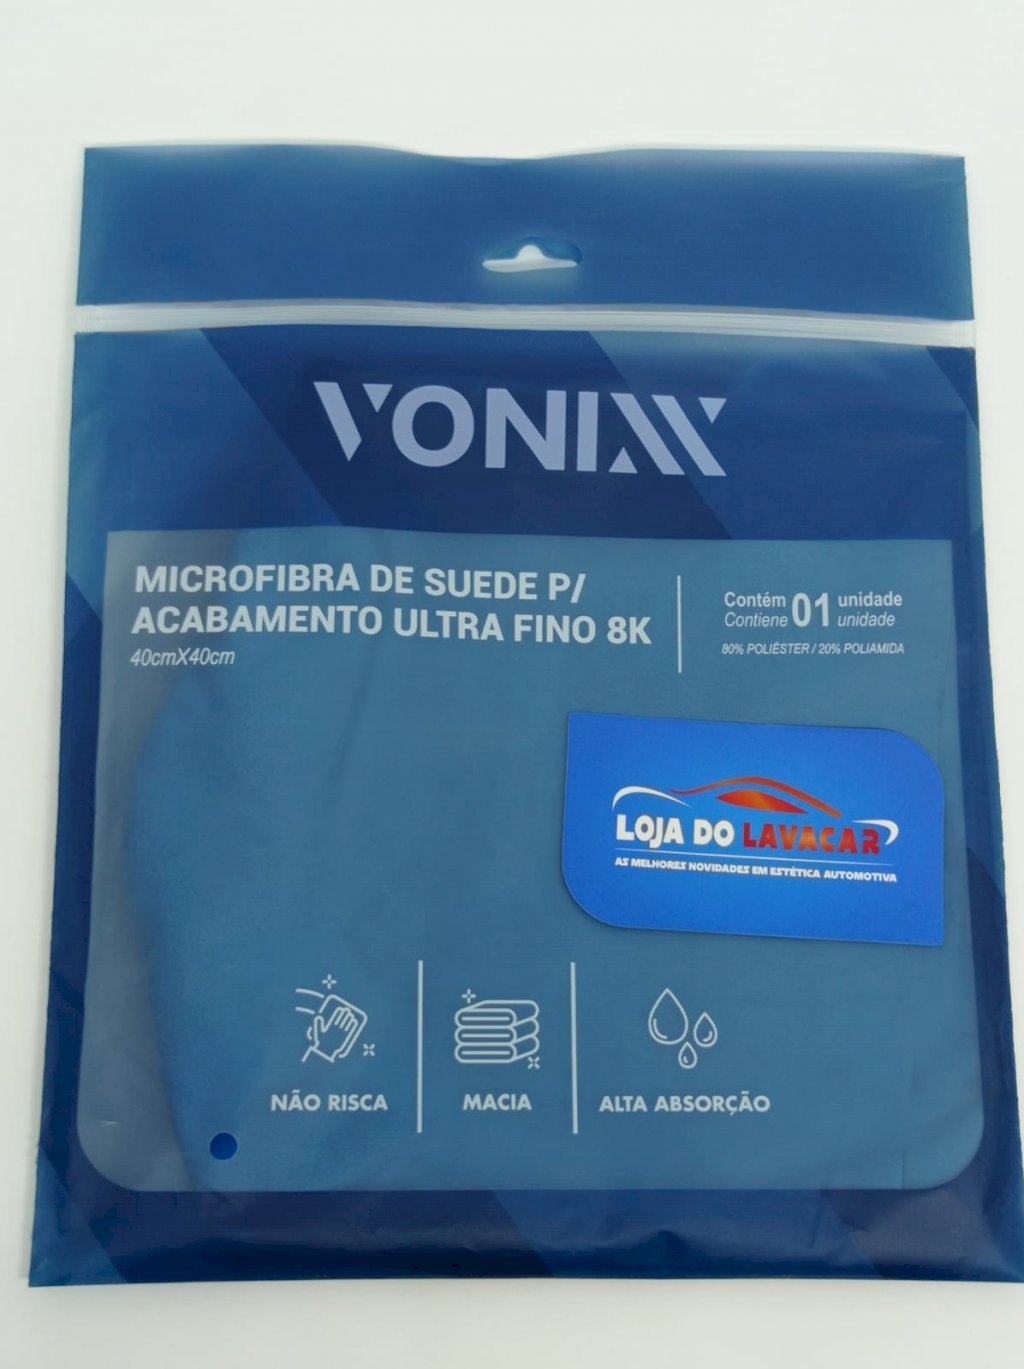 VONIXX
MICROFIBRA DE SUEDE P/
ACABAMENTO ULTRA FINO 8K
40cmX40cm
Contém 01 unidade
Contiene unidade
80% POLIÉSTER / 20% POLIAMIDA
LOJA DO LAVACAR
AS MELHORES NOVIDADES EM ESTÉTICA AUTOMOTIVA
NÃO RISCA
MACIA
ALTA ABSORÇÃO